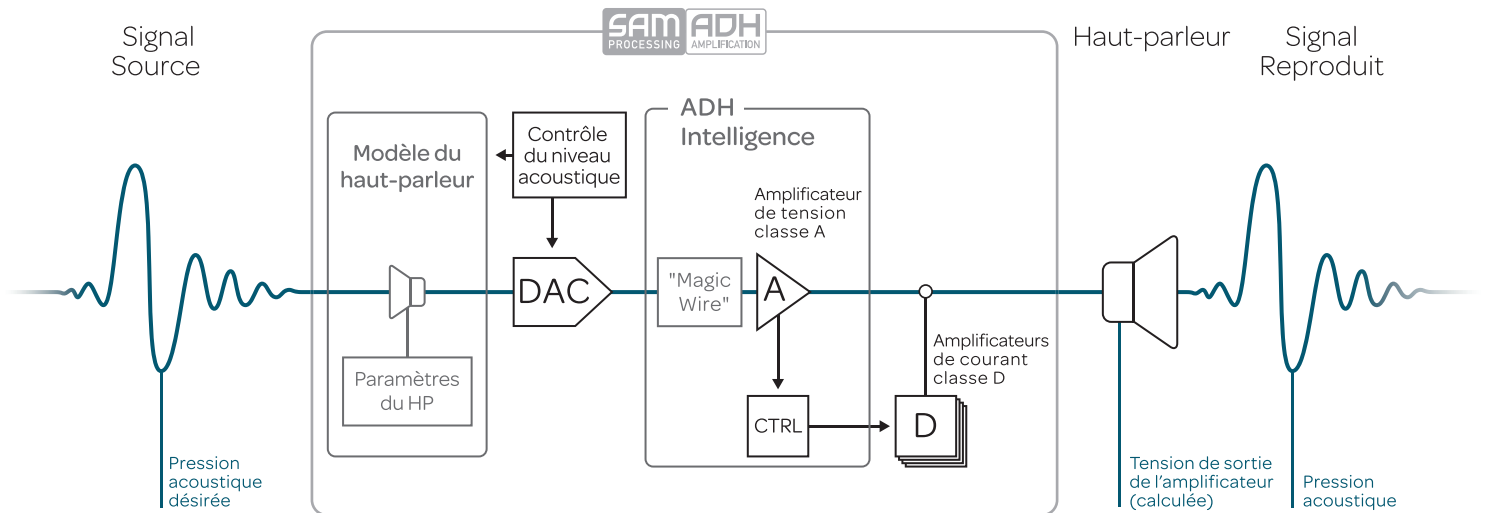 SAM
PROCESSING
ADH
AMPLIFICATION
Signal
Source
Haut-parleur
Signal
Reproduit
Modèle du
haut-parleur
Contrôle
du niveau
acoustique
ADH
Intelligence
Amplificateur
de tension
classe A
DAC
"Magic
Wire"
A
Paramètres
du HP
CTRL
Amplificateurs
de courant
classe D
D
Pression
acoustique
désirée
Tension de sortie
de l’amplificateur
(calculée)
Pression
acoustique